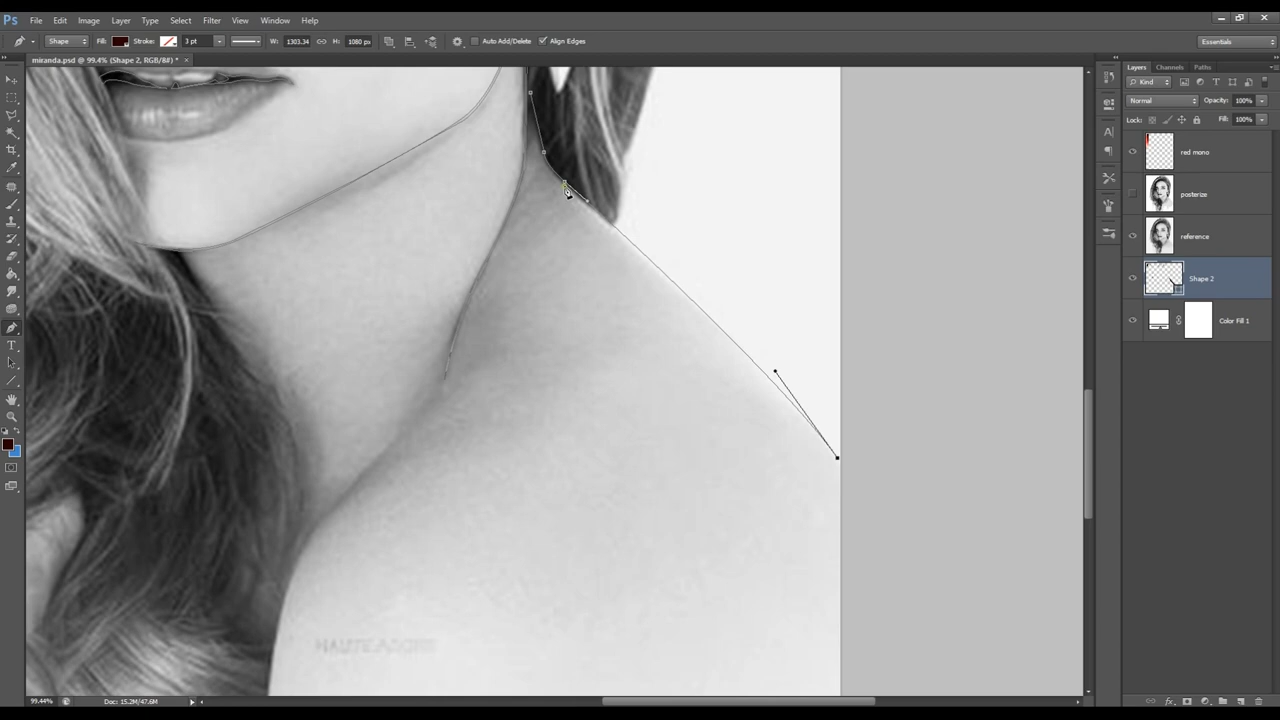 Ps File Edit Image Layer Type Select Filter View Window Help
Shape Fill: Stroke: 3 pt W: 1303.34 H: 1080 px Auto Add/Delete Align Edges Essentials
miranda.psd @ 99.4% (Shape 2, RGB/8#) * ×
Layers Channels Paths
Kind
Normal Opacity: 100%
Lock: Fill: 100%
red mono
posterize
reference
Shape 2
Color Fill 1
99.44% Doc: 15.2M/47.6M